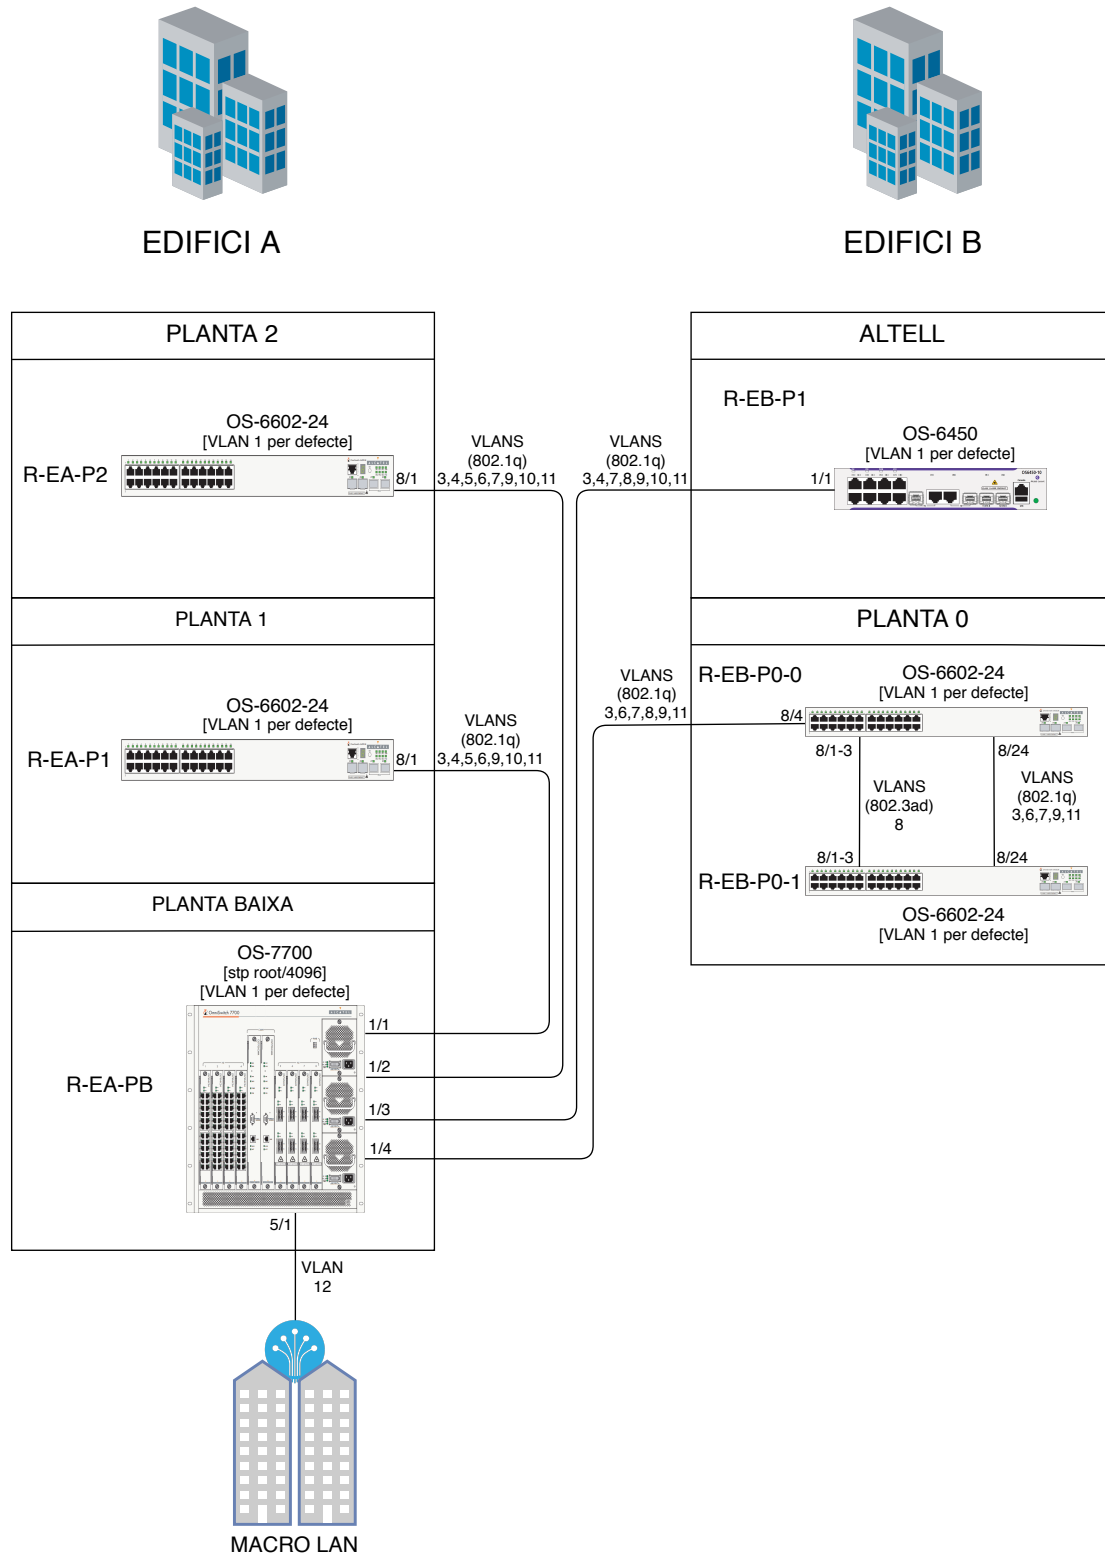 EDIFICI A
EDIFICI B
PLANTA 2
R-EA-P2
OS-6602-24
[VLAN 1 per defecte]
8/1
VLANS
(802.1q)
3,4,5,6,7,9,10,11
ALTELL
R-EB-P1
OS-6450
[VLAN 1 per defecte]
1/1
VLANS
(802.1q)
3,4,7,8,9,10,11
OS6450-10
PLANTA 1
R-EA-P1
OS-6602-24
[VLAN 1 per defecte]
8/1
VLANS
(802.1q)
3,4,5,6,9,10,11
PLANTA 0
R-EB-P0-0
OS-6602-24
[VLAN 1 per defecte]
VLANS
(802.1q)
3,6,7,8,9,11
8/4
8/1-3
8/24
VLANS
(802.3ad)
8
VLANS
(802.1q)
3,6,7,9,11
8/1-3
8/24
R-EB-P0-1
OS-6602-24
[VLAN 1 per defecte]
PLANTA BAIXA
OS-7700
[stp root/4096]
[VLAN 1 per defecte]
OmniSwitch 7700
R-EA-PB
1/1
1/2
1/3
1/4
5/1
VLAN
12
MACRO LAN